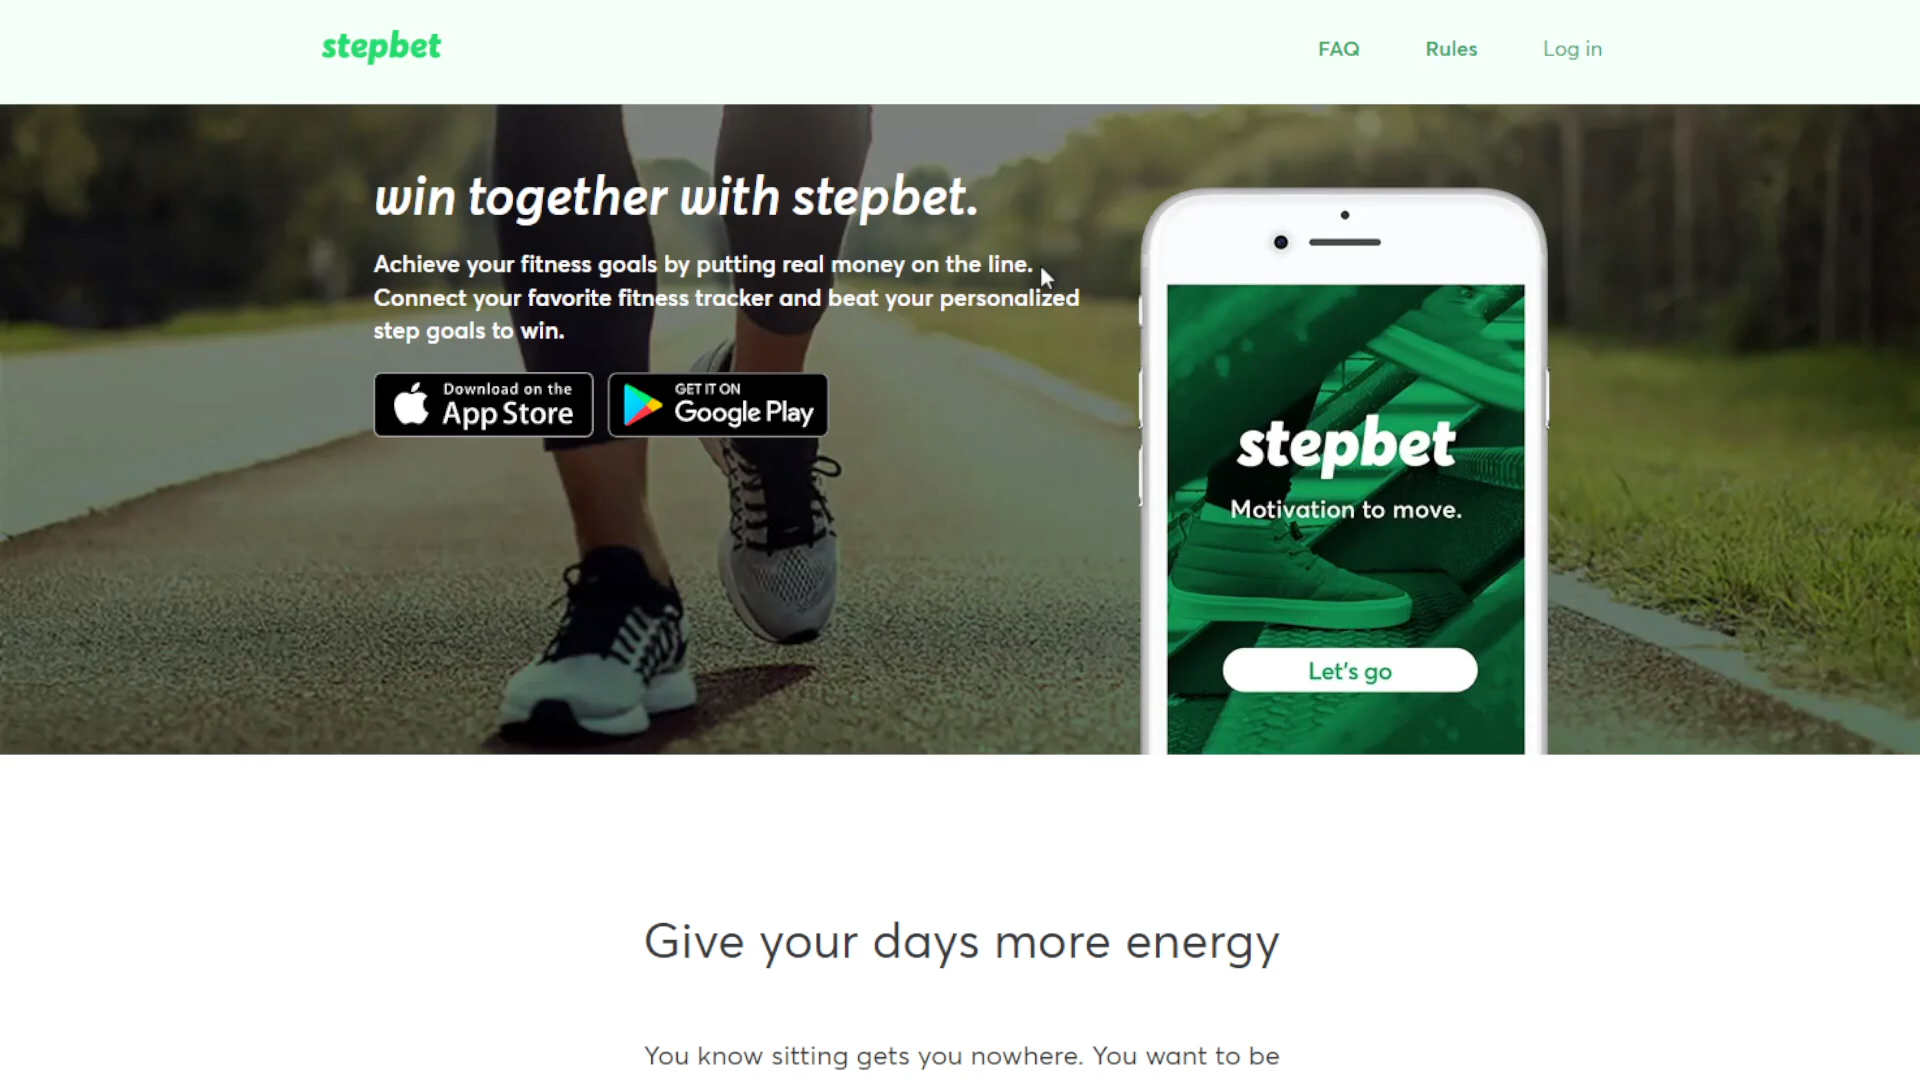 stepbet
FAQ
Rules
Log in
win together with stepbet.
Achieve your fitness goals by putting real money on the line.
Connect your favorite fitness tracker and beat your personalized
step goals to win.
Download on the
App Store
GET IT ON
Google Play
stepbet
Motivation to move.
Let's go
Give your days more energy
You know sitting gets you nowhere. You want to be